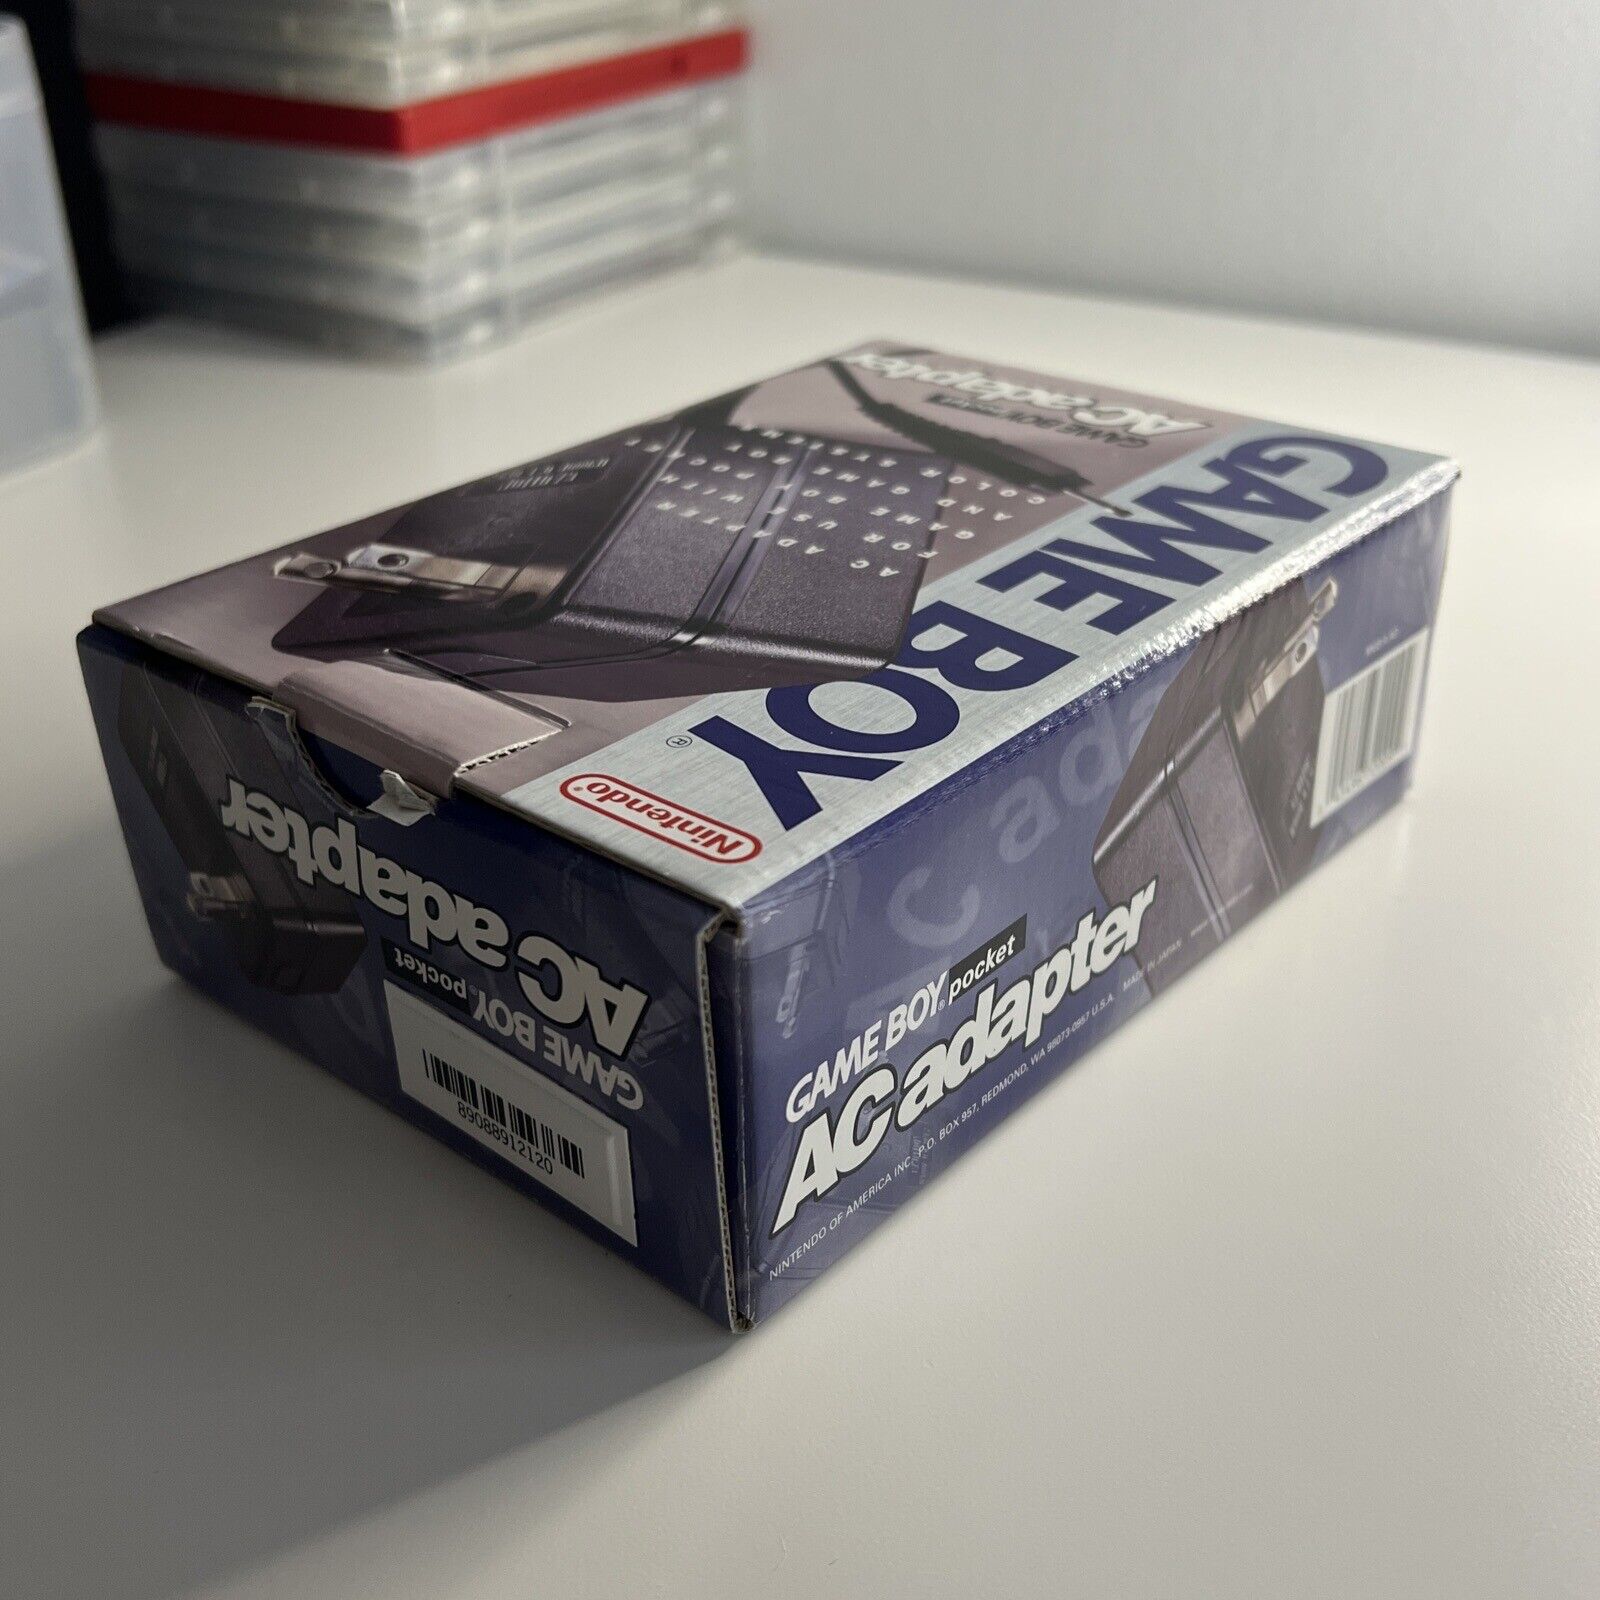 GAME BOY pocket
AC adapter
AC ADAPTER
FOR USE WITH
GAME BOY POCKET
AND GAME BOY
COLOR SYSTEMS
GAME BOY®
Nintendo®
GAME BOY® pocket
AC adapter
89088912120
C ada
GAME BOY® pocket
AC adapter
NINTENDO OF AMERICA INC. P.O. BOX 957, REDMOND, WA 98073-0957 U.S.A. MADE IN JAPAN